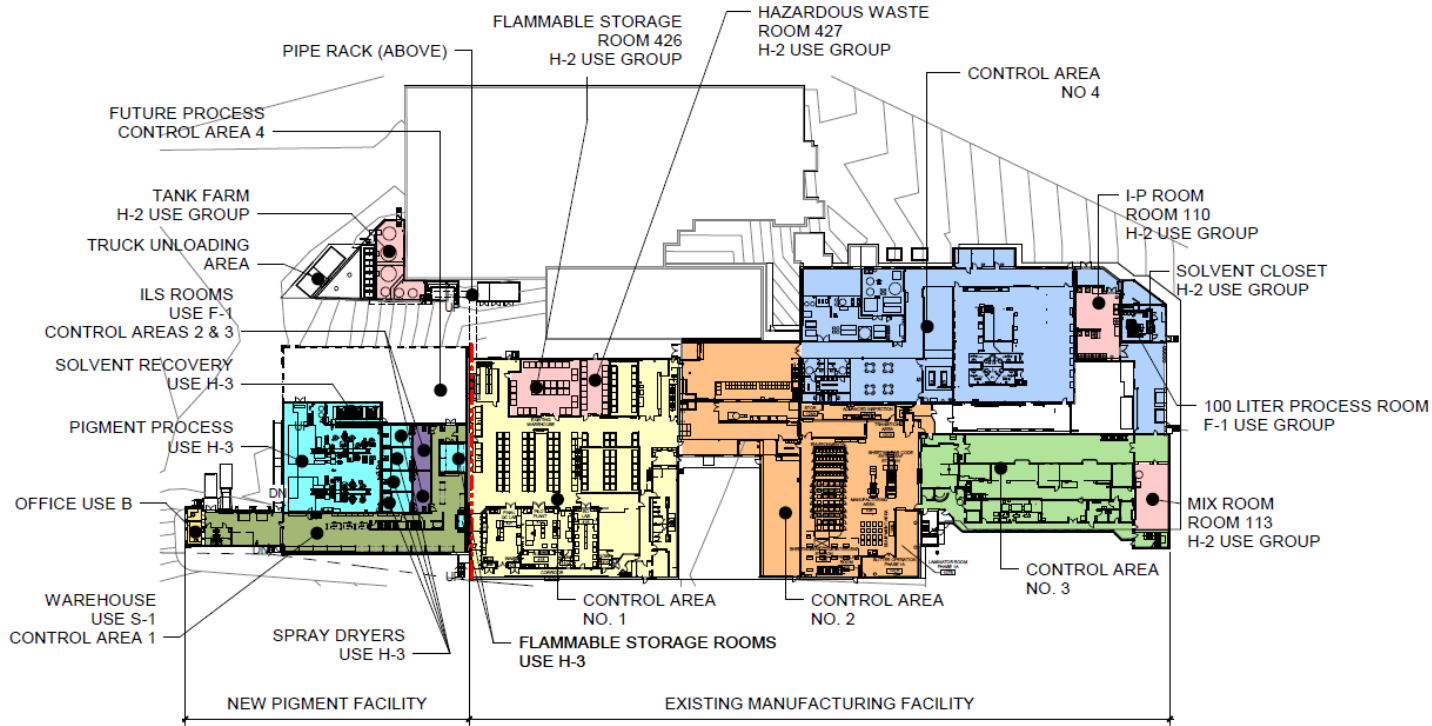 FLAMMABLE STORAGE
ROOM 426
H-2 USE GROUP
HAZARDOUS WASTE
ROOM 427
H-2 USE GROUP
PIPE RACK (ABOVE)
CONTROL AREA
NO 4
FUTURE PROCESS
CONTROL AREA 4
TANK FARM
H-2 USE GROUP
I-P ROOM
ROOM 110
H-2 USE GROUP
TRUCK UNLOADING
AREA
SOLVENT CLOSET
H-2 USE GROUP
ILS ROOMS
USE F-1
CONTROL AREAS 2 & 3
SOLVENT RECOVERY
USE H-3
100 LITER PROCESS ROOM
F-1 USE GROUP
PIGMENT PROCESS
USE H-3
DN
OFFICE USE B
MIX ROOM
ROOM 113
H-2 USE GROUP
CONTROL AREA
NO. 3
WAREHOUSE
USE S-1
CONTROL AREA 1
CONTROL AREA
NO. 1
CONTROL AREA
NO. 2
SPRAY DRYERS
USE H-3
FLAMMABLE STORAGE ROOMS
USE H-3
NEW PIGMENT FACILITY
EXISTING MANUFACTURING FACILITY